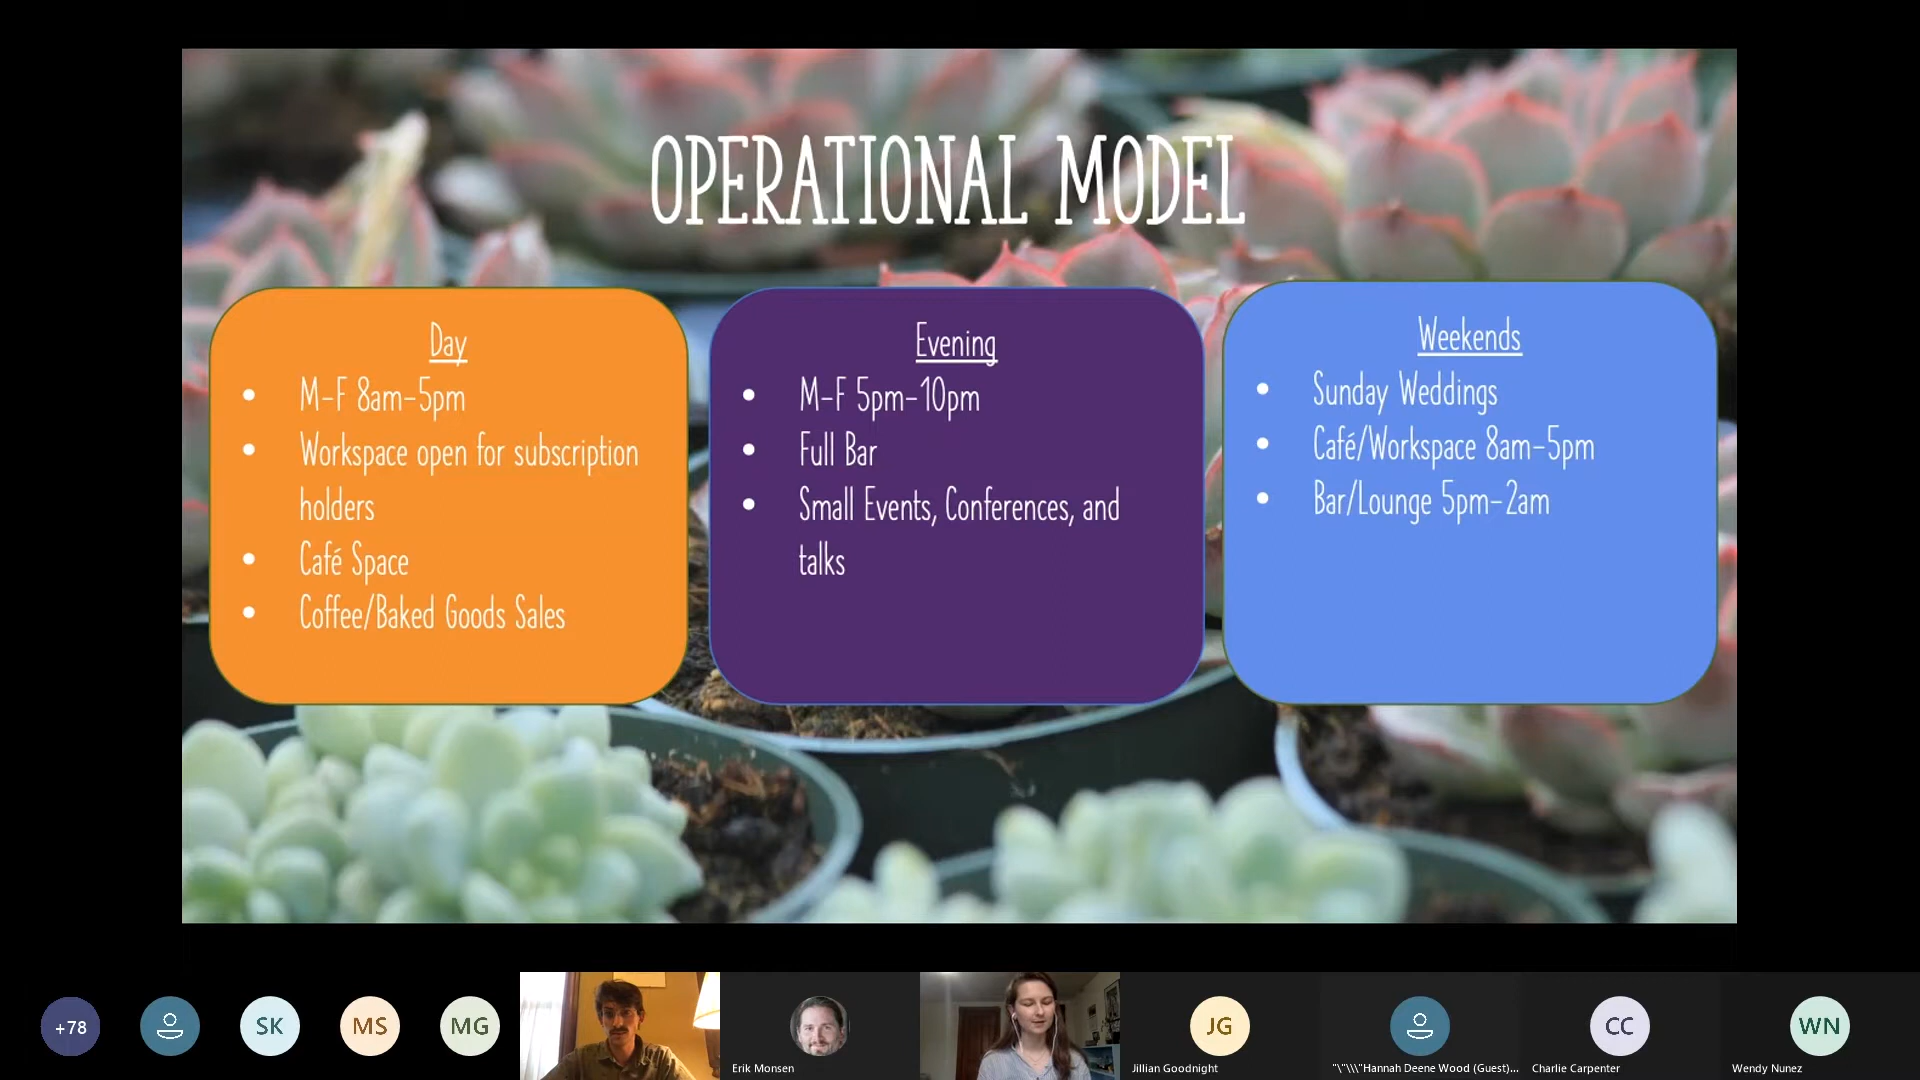 OPERATIONAL MODEL
Day
M-F 8am-5pm
Workspace open for subscription
holders
Café Space
Coffee/Baked Goods Sales
Evening
M-F 5pm-10pm
Full Bar
Small Events, Conferences, and
talks
Weekends
Sunday Weddings
Café/Workspace 8am-5pm
Bar/Lounge 5pm-2am
+78
SK
MS
MG
Erik Monsen
JG
Jillian Goodnight
"\"\\\"Hannah Deene Wood (Guest)...
CC
Charlie Carpenter
WN
Wendy Nunez